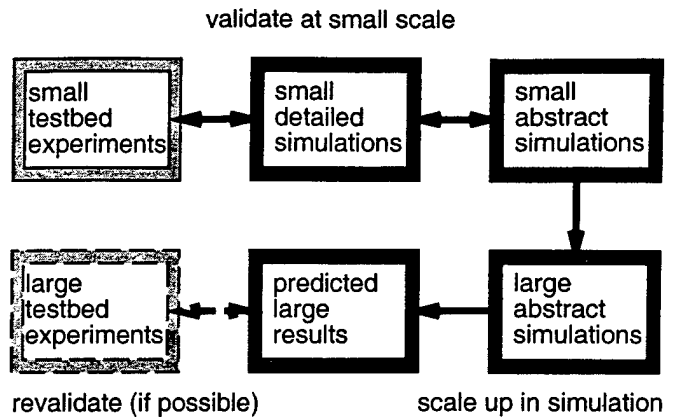 validate at small scale
small
testbed
experiments
small
detailed
simulations
small
abstract
simulations
large
testbed
experiments
predicted
large
results
large
abstract
simulations
revalidate (if possible)
scale up in simulation